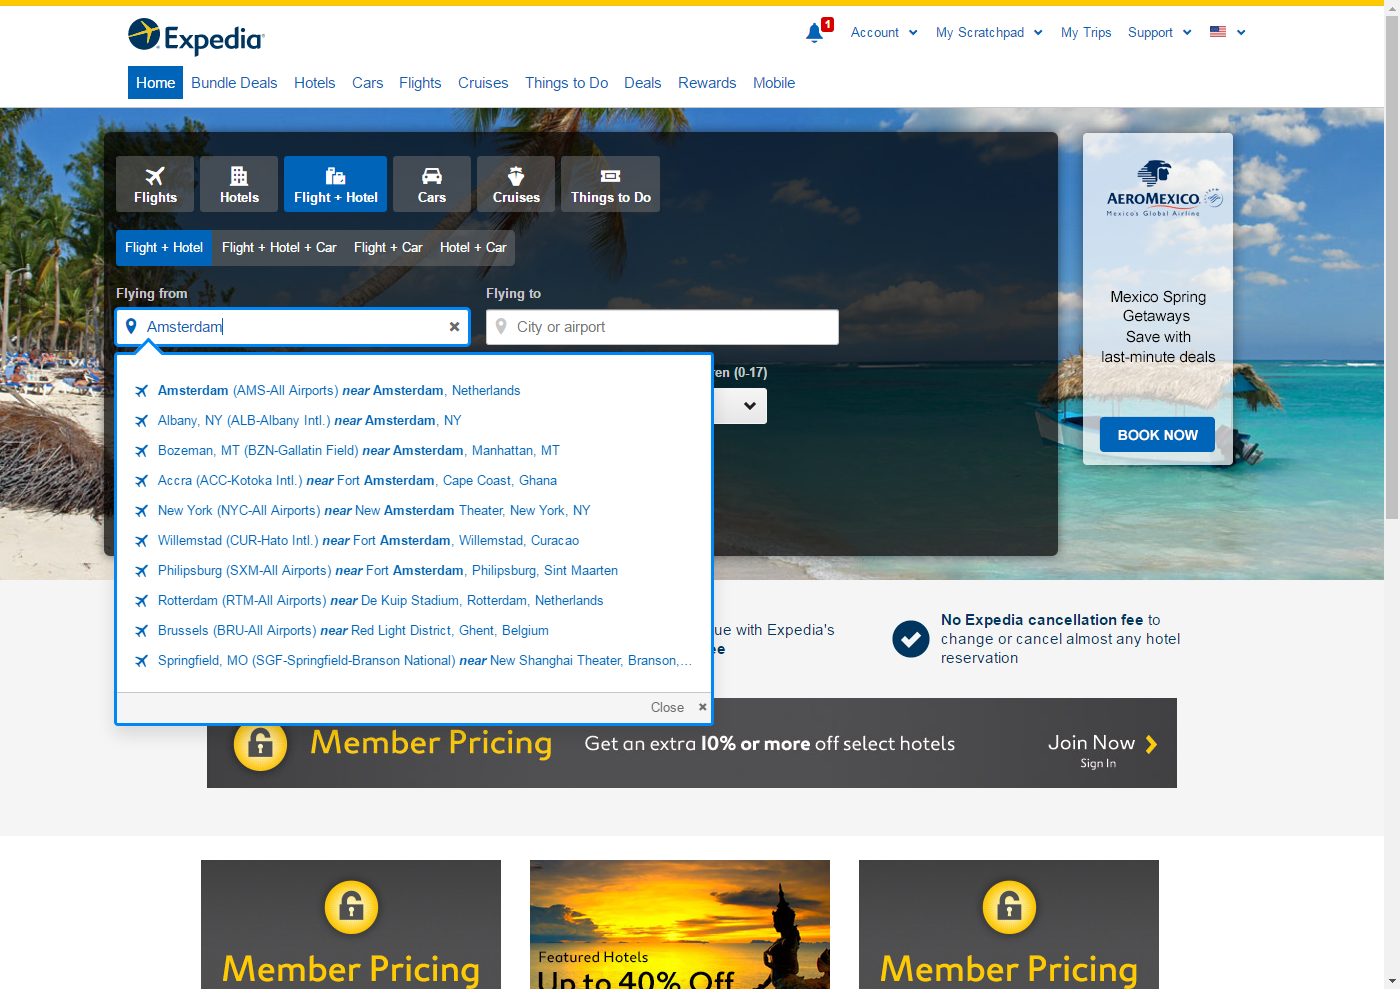 Expedia
1
Account
My Scratchpad
My Trips
Support
Home
Bundle Deals
Hotels
Cars
Flights
Cruises
Things to Do
Deals
Rewards
Mobile
Flights
Hotels
Flight + Hotel
Cars
Cruises
Things to Do
Flight + Hotel
Flight + Hotel + Car
Flight + Car
Hotel + Car
Flying from
Flying to
Amsterdam
City or airport
ren (0-17)
Amsterdam (AMS-All Airports) near Amsterdam, Netherlands
Albany, NY (ALB-Albany Intl.) near Amsterdam, NY
Bozeman, MT (BZN-Gallatin Field) near Amsterdam, Manhattan, MT
Accra (ACC-Kotoka Intl.) near Fort Amsterdam, Cape Coast, Ghana
New York (NYC-All Airports) near New Amsterdam Theater, New York, NY
Willemstad (CUR-Hato Intl.) near Fort Amsterdam, Willemstad, Curacao
Philipsburg (SXM-All Airports) near Fort Amsterdam, Philipsburg, Sint Maarten
Rotterdam (RTM-All Airports) near De Kuip Stadium, Rotterdam, Netherlands
Brussels (BRU-All Airports) near Red Light District, Ghent, Belgium
Springfield, MO (SGF-Springfield-Branson National) near New Shanghai Theater, Branson,...
Close
AEROMEXICO
Mexico's Global Airline
Mexico Spring
Getaways
Save with
last-minute deals
BOOK NOW
ue with Expedia's
ee
No Expedia cancellation fee to
change or cancel almost any hotel
reservation
Member Pricing
Get an extra 10% or more off select hotels
Join Now
Sign In
Member Pricing
Featured Hotels
Up to 40% Off
Member Pricing